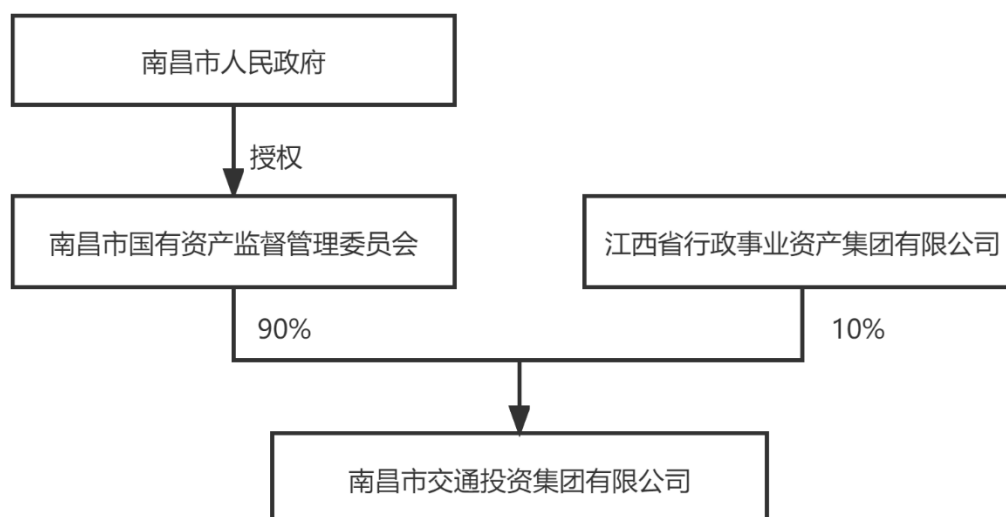 南昌市人民政府
授权
南昌市国有资产监督管理委员会
江西省行政事业资产集团有限公司
90%
10%
南昌市交通投资集团有限公司